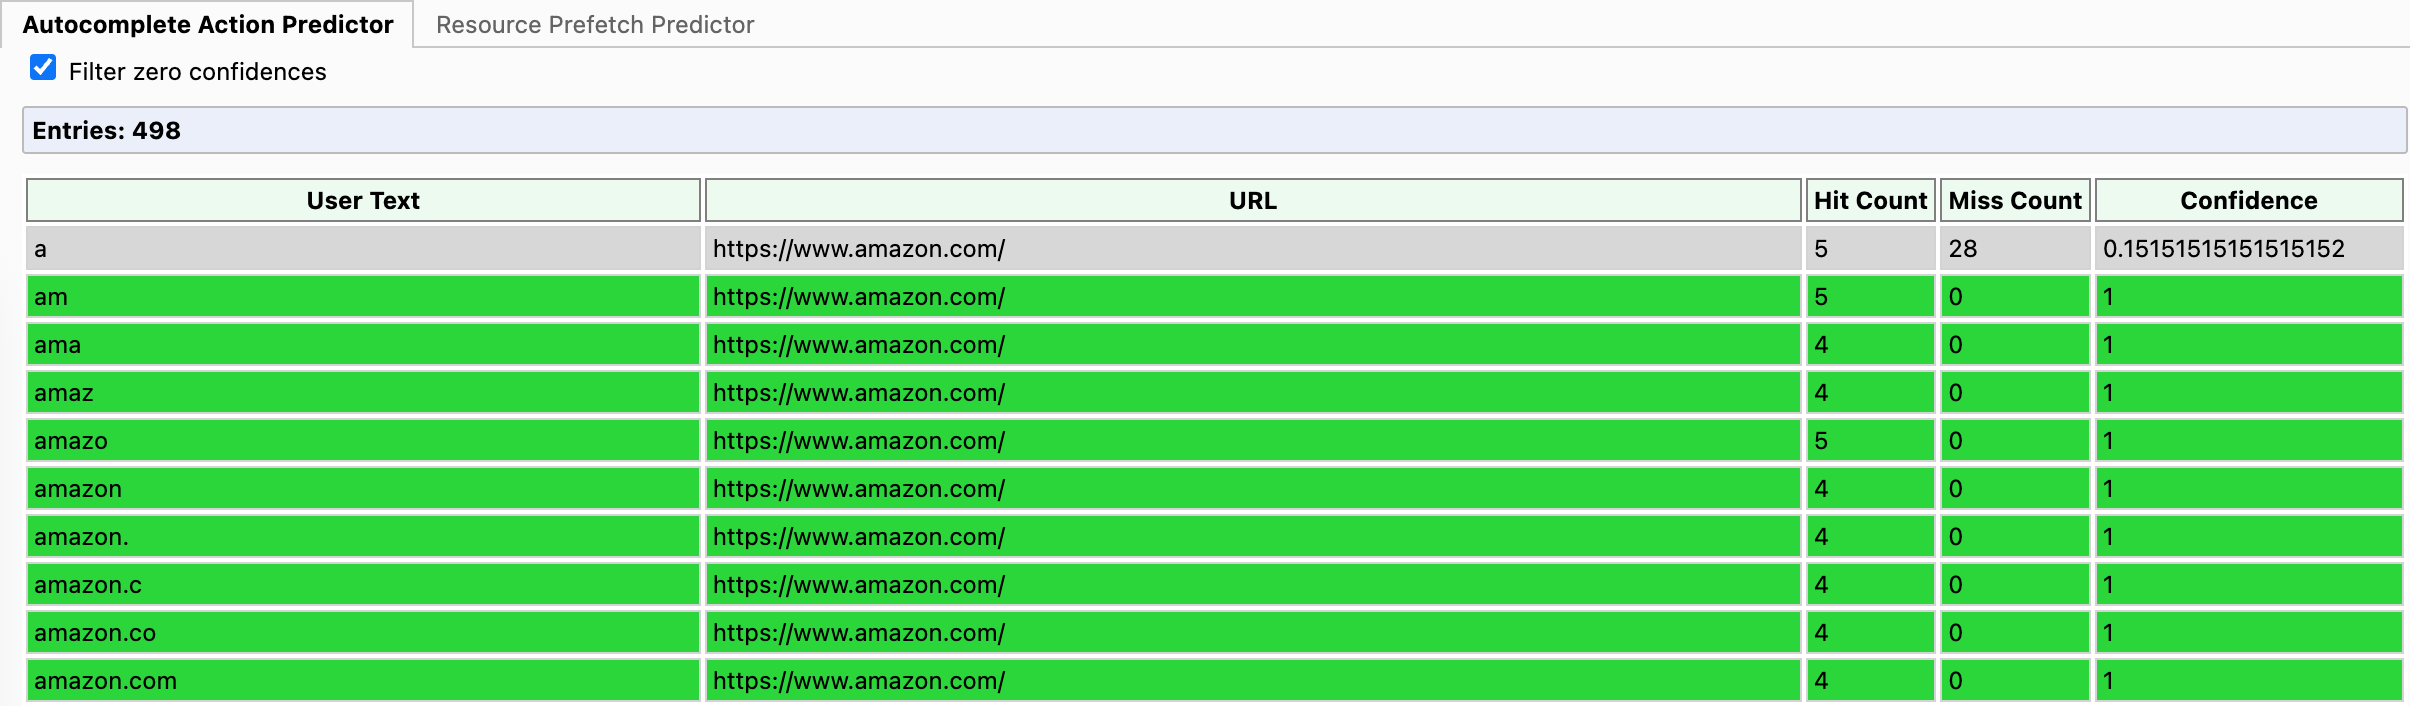 Autocomplete Action Predictor Resource Prefetch Predictor
Filter zero confidences
Entries: 498
User Text URL Hit Count Miss Count Confidence
a https://www.amazon.com/ 5 28 0.15151515151515152
am https://www.amazon.com/ 5 0 1
ama https://www.amazon.com/ 4 0 1
amaz https://www.amazon.com/ 4 0 1
amazo https://www.amazon.com/ 5 0 1
amazon https://www.amazon.com/ 4 0 1
amazon. https://www.amazon.com/ 4 0 1
amazon.c https://www.amazon.com/ 4 0 1
amazon.co https://www.amazon.com/ 4 0 1
amazon.com https://www.amazon.com/ 4 0 1